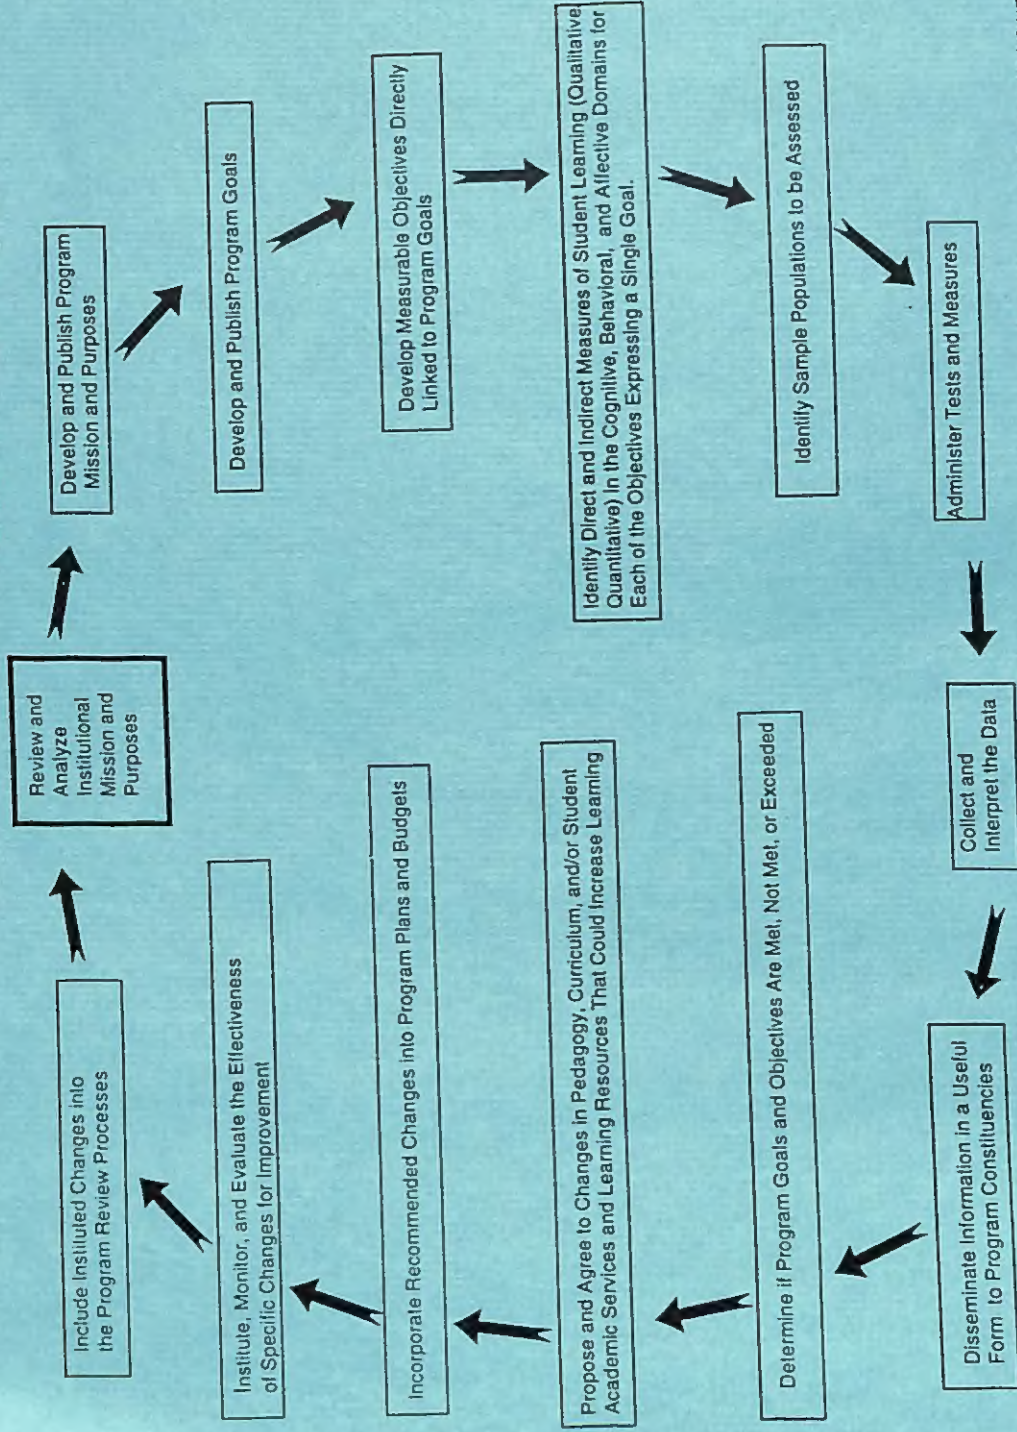 Review and
Analyze
Institutional
Mission and
Purposes
Develop and Publish Program
Mission and Purposes
Develop and Publish Program Goals
Develop Measurable Objectives Directly
Linked to Program Goals
Identify Direct and Indirect Measures of Student Learning (Qualitative
Quantitative) In the Cognitive, Behavioral, and Affective Domains for
Each of the Objectives Expressing a Single Goal.
Identify Sample Populations to be Assessed
Administer Tests and Measures
Collect and
Interpret the Data
Disseminate Information in a Useful
Form to Program Constituencies
Determine if Program Goals and Objectives Are Met, Not Met, or Exceeded
Propose and Agree to Changes in Pedagogy, Curriculum, and/or Student
Academic Services and Learning Resources That Could Increase Learning
Incorporate Recommended Changes into Program Plans and Budgets
Institute, Monitor, and Evaluate the Effectiveness
of Specific Changes for Improvement
Include Instituted Changes into
the Program Review Processes